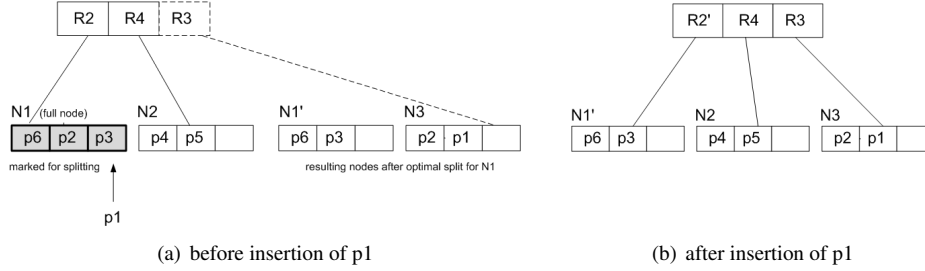 R2 R4 R3
N1 (full node) N2 N1' N3
p6 p2 p3 p4 p5 p6 p3 p2 p1
marked for splitting resulting nodes after optimal split for N1
p1
(a) before insertion of p1
R2' R4 R3
N1' N2 N3
p6 p3 p4 p5 p2 p1
(b) after insertion of p1